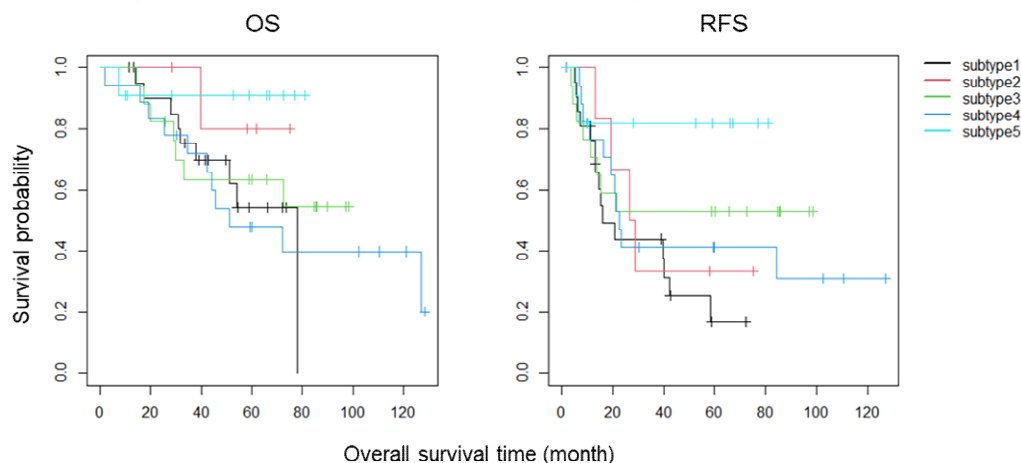 OS
RFS
Survival probability
1.0
0.8
0.6
0.4
0.2
0.0
0 20 40 60 80 100 120
1.0
0.8
0.6
0.4
0.2
0.0
0 20 40 60 80 100 120
subtype1
subtype2
subtype3
subtype4
subtype5
Overall survival time (month)